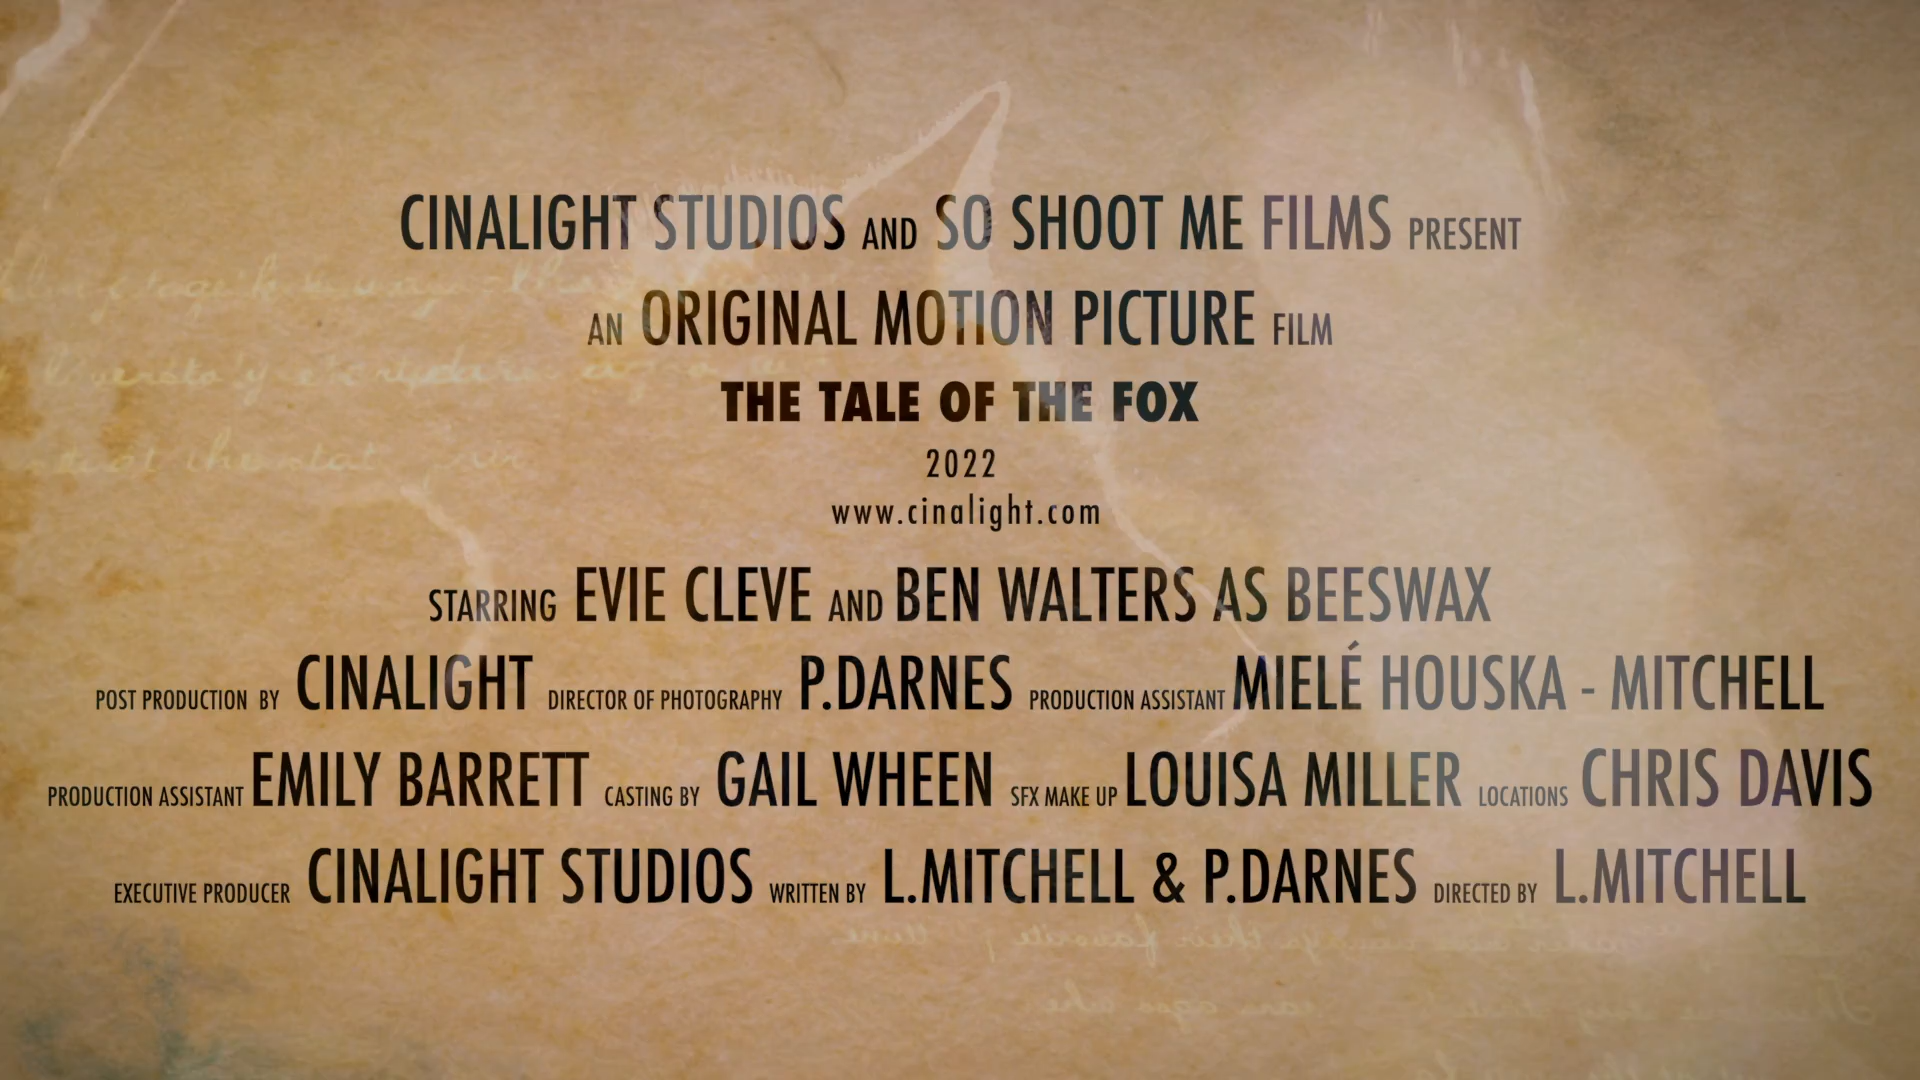 CINALIGHT STUDIOS AND SO SHOOT ME FILMS PRESENT
AN ORIGINAL MOTION PICTURE FILM
THE TALE OF THE FOX
2022
www.cinalight.com
STARRING EVIE CLEVE AND BEN WALTERS AS BEESWAX
POST PRODUCTION BY CINALIGHT DIRECTOR OF PHOTOGRAPHY P.DARNES PRODUCTION ASSISTANT MIELÉ HOUSKA - MITCHELL
PRODUCTION ASSISTANT EMILY BARRETT CASTING BY GAIL WHEEN SFX MAKE UP LOUISA MILLER LOCATIONS CHRIS DAVIS
EXECUTIVE PRODUCER CINALIGHT STUDIOS WRITTEN BY L.MITCHELL & P.DARNES DIRECTED BY L.MITCHELL